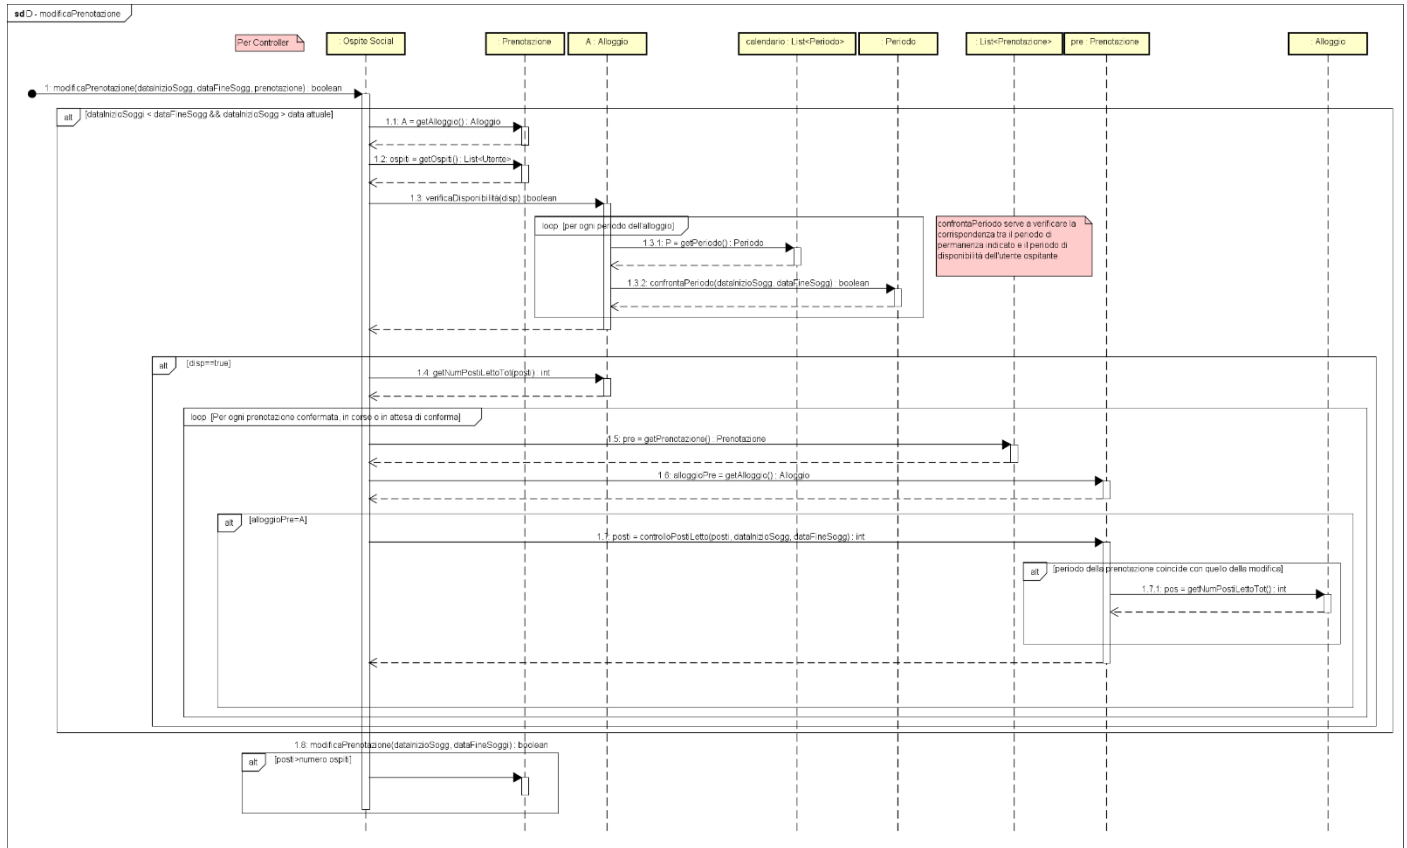 sd D - modificaPrenotazione
Per Controller
: Ospite Social
: Prenotazione
A : Alloggio
calendario : List<Periodo>
: Periodo
: List<Prenotazione>
pre : Prenotazione
: Alloggio
1: modificaPrenotazione(dataInizioSogg, dataFineSogg, prenotazione) : boolean
alt
[dataInizioSoggi < dataFineSogg && dataInizioSogg > data attuale]
1.1: A = getAlloggio() : Alloggio
1.2: ospiti = getOspiti() : List<Utente>
1.3: verificaDisponibilità(disp) : boolean
loop [per ogni periodo dell'alloggio]
1.3.1: P = getPeriodo() : Periodo
1.3.2: confrontaPeriodo(dataInizioSogg, dataFineSogg) : boolean
confrontaPeriodo serve a verificare la
corrispondenza tra il periodo di
permanenza indicato e il periodo di
disponibilità dell'utente ospitante.
alt
[disp==true]
1.4: getNumPostiLettoTot(posti) : int
loop [Per ogni prenotazione confermata, in corso o in attesa di conferma]
1.5: pre = getPrenotazione() : Prenotazione
1.6: alloggioPre = getAlloggio() : Alloggio
alt
[alloggioPre=A]
1.7: posti = controlloPostiLetto(posti, dataInizioSogg, dataFineSogg) : int
alt
[periodo della prenotazione coincide con quello della modifica]
1.7.1: pos = getNumPostiLettoTot() : int
1.8: modificaPrenotazione(dataInizioSogg, dataFineSoggi) : boolean
alt
[posti>numero ospiti]